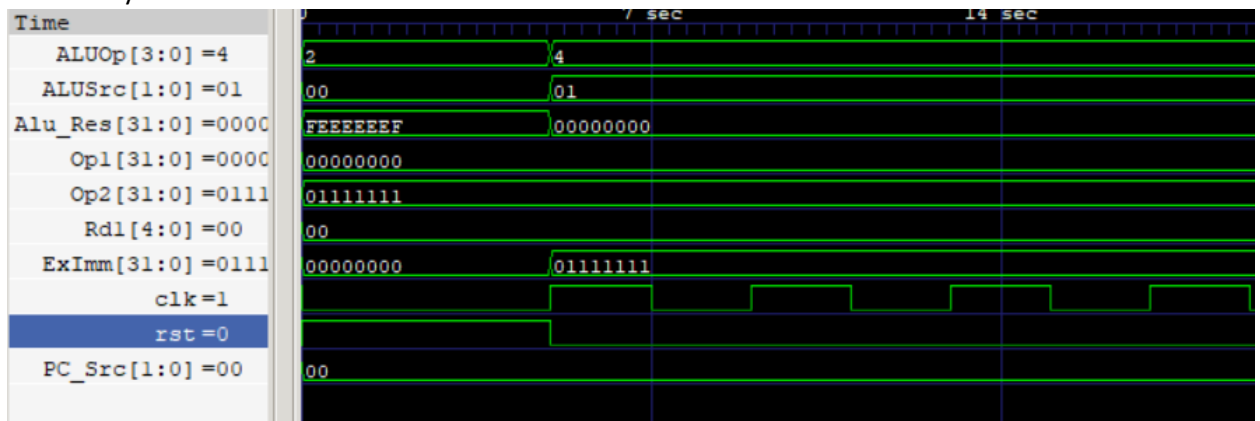 Time 7 sec 14 sec
ALUOp[3:0]=4 2 4
ALUSrc[1:0]=01 00 01
Alu_Res[31:0]=0000 FEEEEEEF 00000000
Op1[31:0]=0000 00000000
Op2[31:0]=0111 01111111
Rd1[4:0]=00 00
ExImm[31:0]=0111 00000000 01111111
clk=1
rst=0
PC_Src[1:0]=00 00